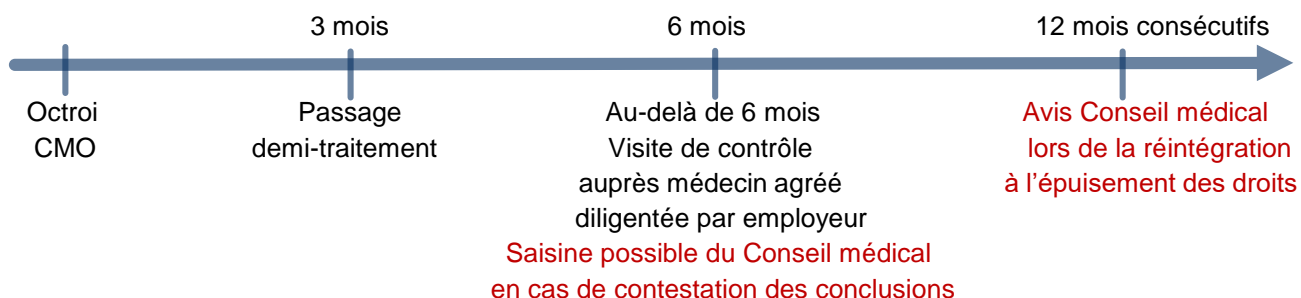 3 mois
6 mois
12 mois consécutifs
Octroi
CMO
Passage
demi-traitement
Au-delà de 6 mois
Visite de contrôle
auprès médecin agréé
diligentée par employeur
Saisine possible du Conseil médical
en cas de contestation des conclusions
Avis Conseil médical
lors de la réintégration
à l’épuisement des droits